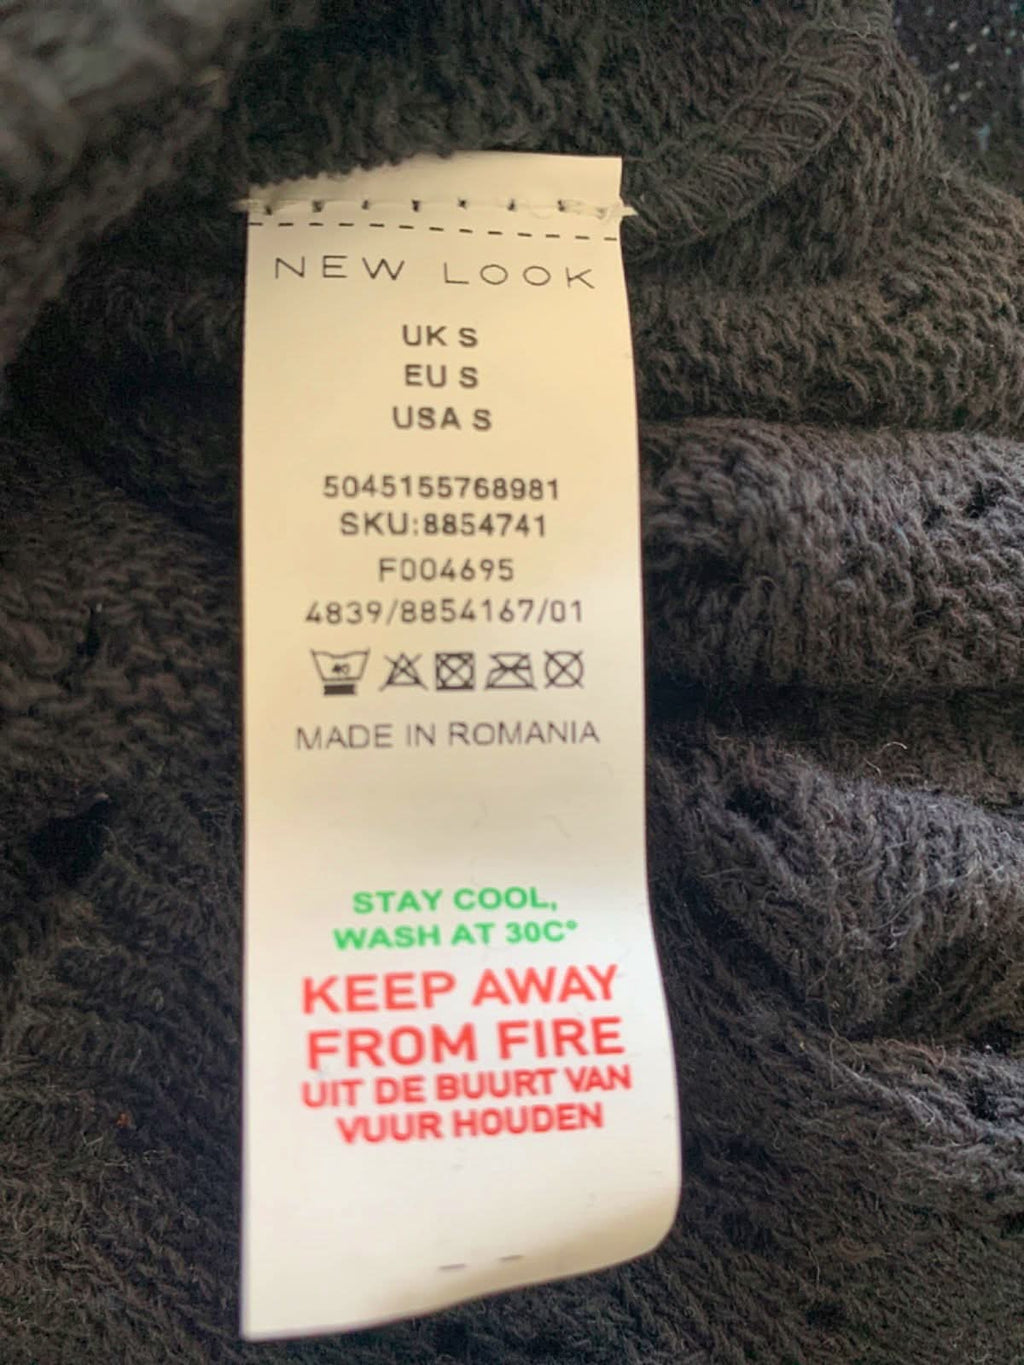 NEW LOOK
UK S
EU S
USA S
5045155768981
SKU:8854741
F004695
4839/8854167/01
40
MADE IN ROMANIA
STAY COOL,
WASH AT 30C°
KEEP AWAY
FROM FIRE
UIT DE BUURT VAN
VUUR HOUDEN